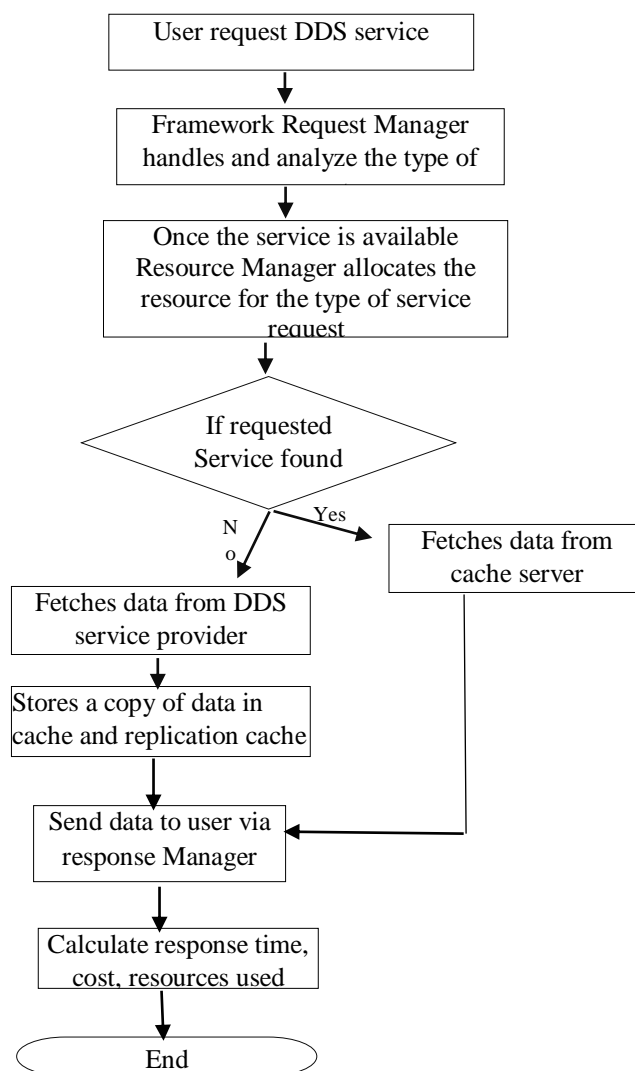 User request DDS service
Framework Request Manager
handles and analyze the type of
Once the service is available
Resource Manager allocates the
resource for the type of service
request
If requested
Service found
N
o
Yes
Fetches data from
cache server
Fetches data from DDS
service provider
Stores a copy of data in
cache and replication cache
Send data to user via
response Manager
Calculate response time,
cost, resources used
End